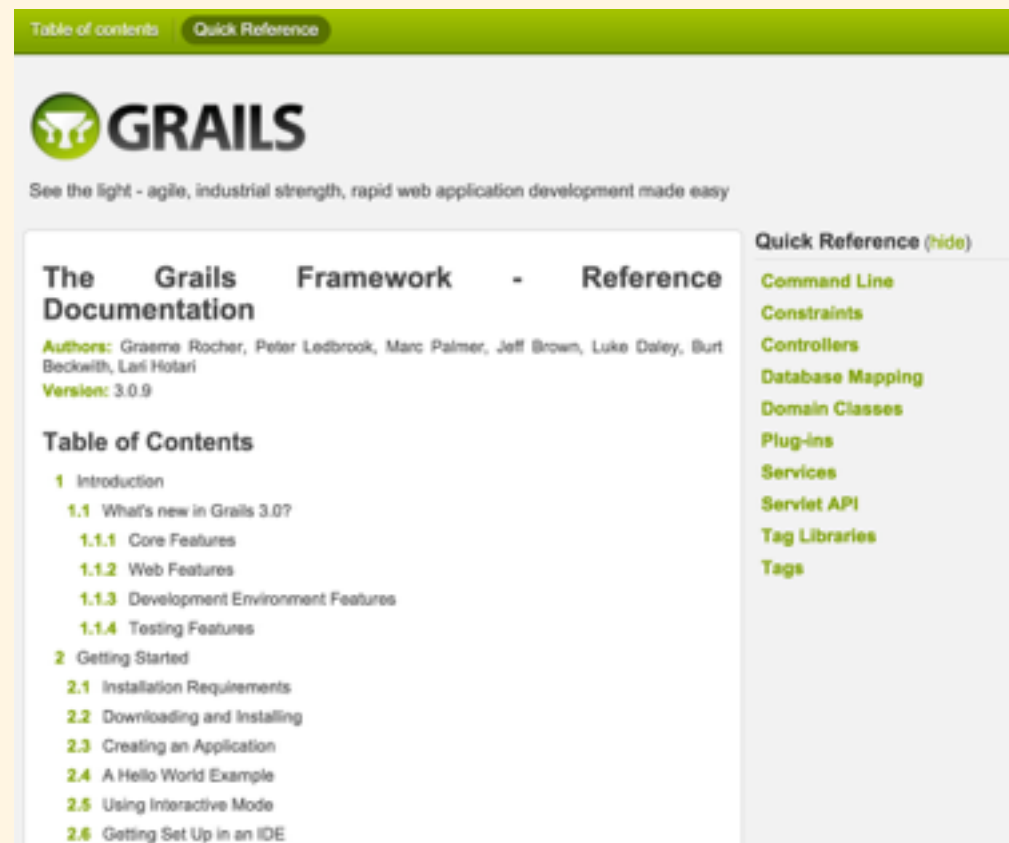 Table of contents
Quick Reference
GRAILS
See the light - agile, industrial strength, rapid web application development made easy
The Grails Framework - Reference
Documentation
Authors: Graeme Rocher, Peter Ledbrook, Marc Palmer, Jeff Brown, Luke Daley, Burt
Beckwith, Lari Hotari
Version: 3.0.9
Table of Contents
1 Introduction
1.1 What's new in Grails 3.0?
1.1.1 Core Features
1.1.2 Web Features
1.1.3 Development Environment Features
1.1.4 Testing Features
2 Getting Started
2.1 Installation Requirements
2.2 Downloading and Installing
2.3 Creating an Application
2.4 A Hello World Example
2.5 Using Interactive Mode
2.6 Getting Set Up in an IDE
Quick Reference (hide)
Command Line
Constraints
Controllers
Database Mapping
Domain Classes
Plug-ins
Services
Servlet API
Tag Libraries
Tags